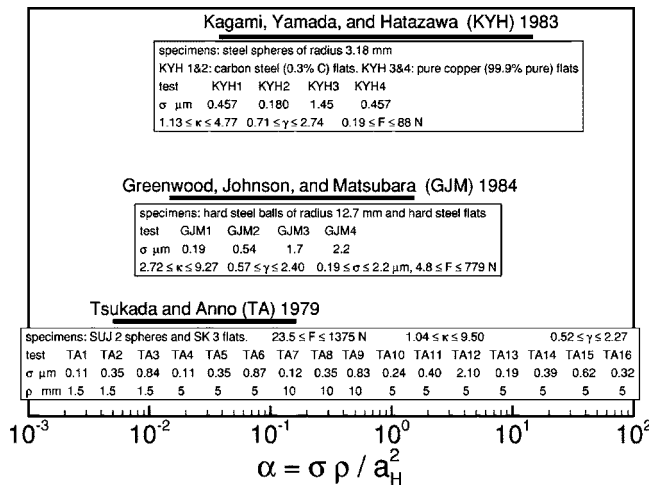 Kagami, Yamada, and Hatazawa (KYH) 1983
specimens: steel spheres of radius 3.18 mm
KYH 1&2: carbon steel (0.3% C) flats. KYH 3&4: pure copper (99.9% pure) flats
test KYH1 KYH2 KYH3 KYH4
σ μm 0.457 0.180 1.45 0.457
1.13 ≤ κ ≤ 4.77 0.71 ≤ γ ≤ 2.74 0.19 ≤ F ≤ 88 N
Greenwood, Johnson, and Matsubara (GJM) 1984
specimens: hard steel balls of radius 12.7 mm and hard steel flats
test GJM1 GJM2 GJM3 GJM4
σ μm 0.19 0.54 1.7 2.2
2.72 ≤ κ ≤ 9.27 0.57 ≤ γ ≤ 2.40 0.19 ≤ σ ≤ 2.2 μm, 4.8 ≤ F ≤ 779 N
Tsukada and Anno (TA) 1979
specimens: SUJ 2 spheres and SK 3 flats. 23.5 ≤ F ≤ 1375 N 1.04 ≤ κ ≤ 9.50 0.52 ≤ γ ≤ 2.27
test TA1 TA2 TA3 TA4 TA5 TA6 TA7 TA8 TA9 TA10 TA11 TA12 TA13 TA14 TA15 TA16
σ μm 0.11 0.35 0.84 0.11 0.35 0.87 0.12 0.35 0.83 0.24 0.40 2.10 0.19 0.39 0.62 0.32
ρ mm 1.5 1.5 1.5 5 5 5 10 10 10 5 5 5 5 5 5 5
10⁻³ 10⁻² 10⁻¹ 10⁰ 10¹ 10²
α = σ ρ / a²_H